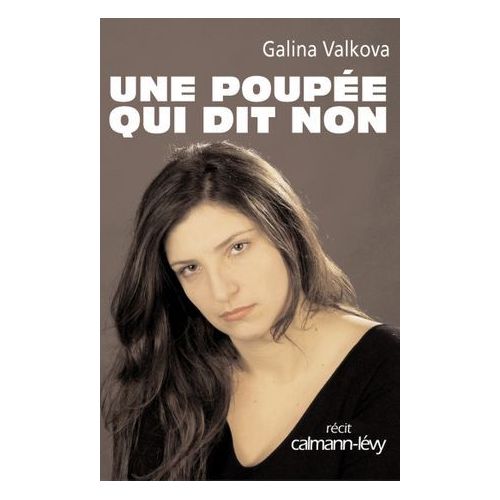 Galina Valkova
UNE POUPÉE
QUI DIT NON
récit
calmann-lévy